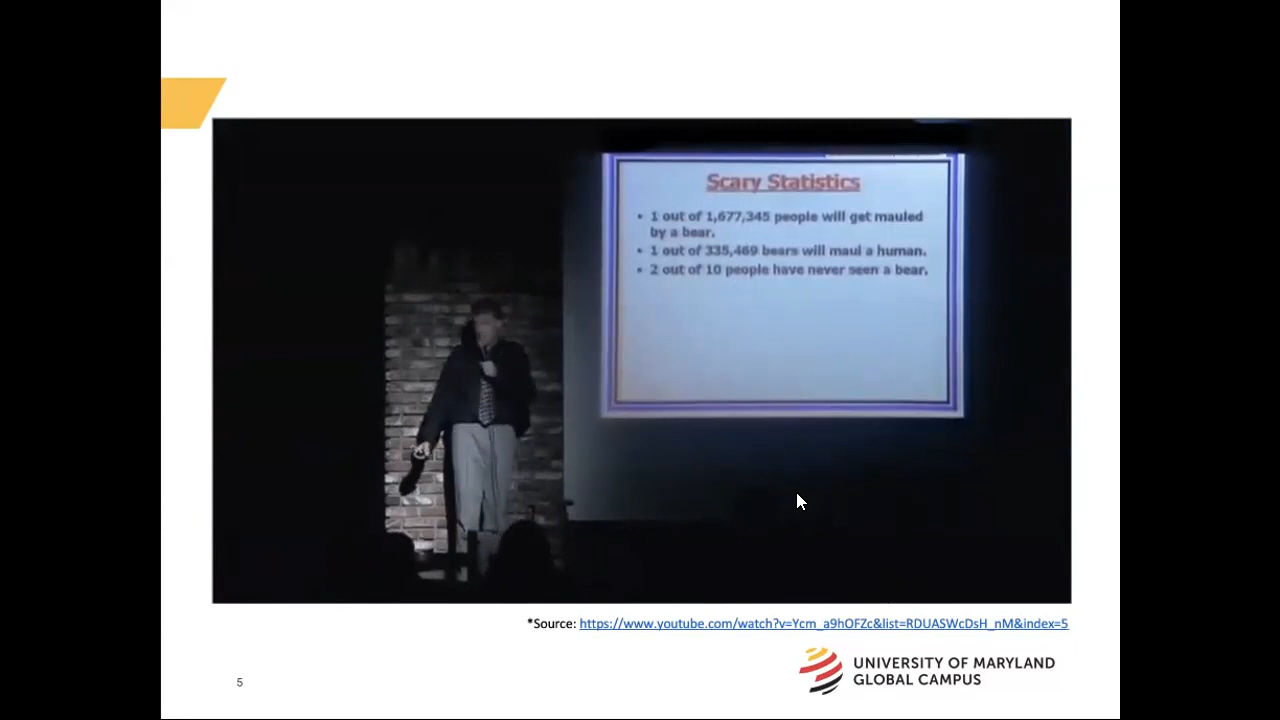 Scary Statistics
• 1 out of 1,677,345 people will get mauled
by a bear.
• 1 out of 335,469 bears will maul a human.
• 2 out of 10 people have never seen a bear.
*Source: https://www.youtube.com/watch?v=Ycm_a9hOFZc&list=RDUASWcDsH_nM&index=5
UNIVERSITY OF MARYLAND
GLOBAL CAMPUS
5